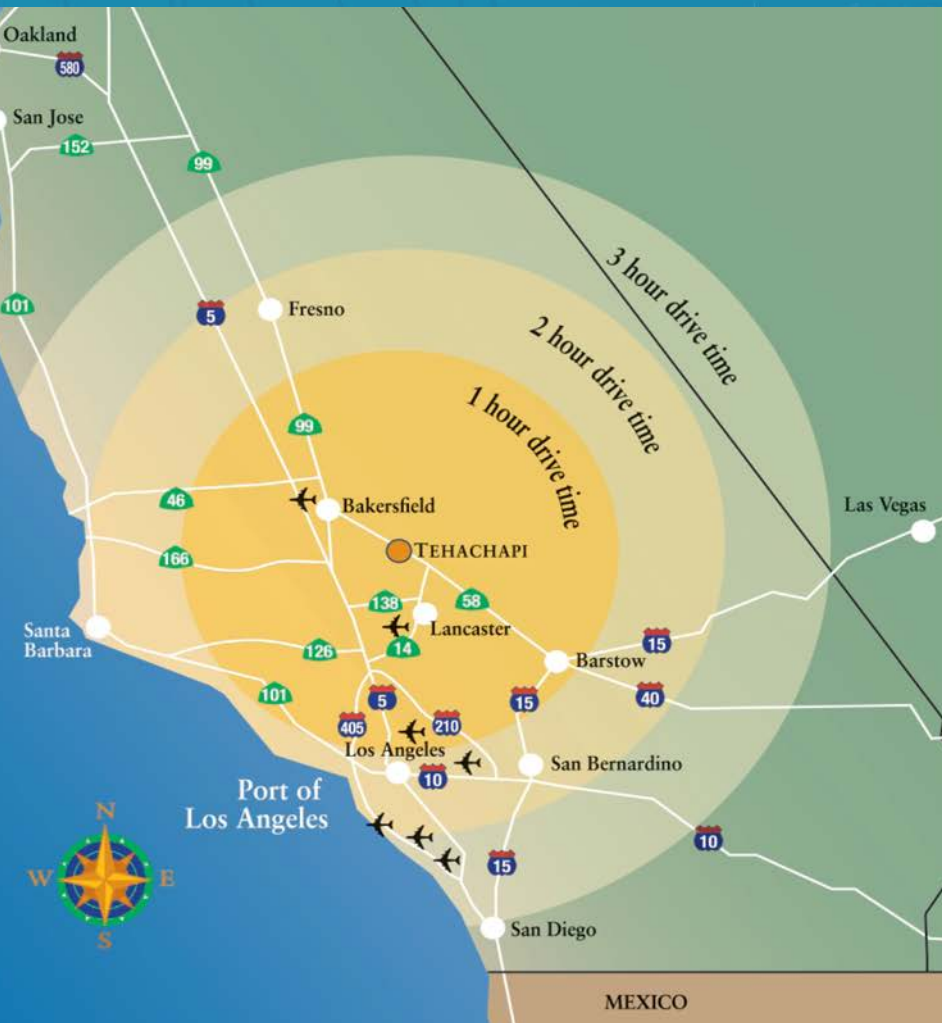 Oakland
580
San Jose
152
99
3 hour drive time
101
5
Fresno
2 hour drive time
1 hour drive time
99
46
Bakersfield
Las Vegas
TEHACHAPI
166
138
58
Lancaster
Santa
Barbara
126
14
15
Barstow
101
5
15
40
405
210
Los Angeles
10
San Bernardino
Port of
Los Angeles
N
W
E
S
10
15
San Diego
MEXICO